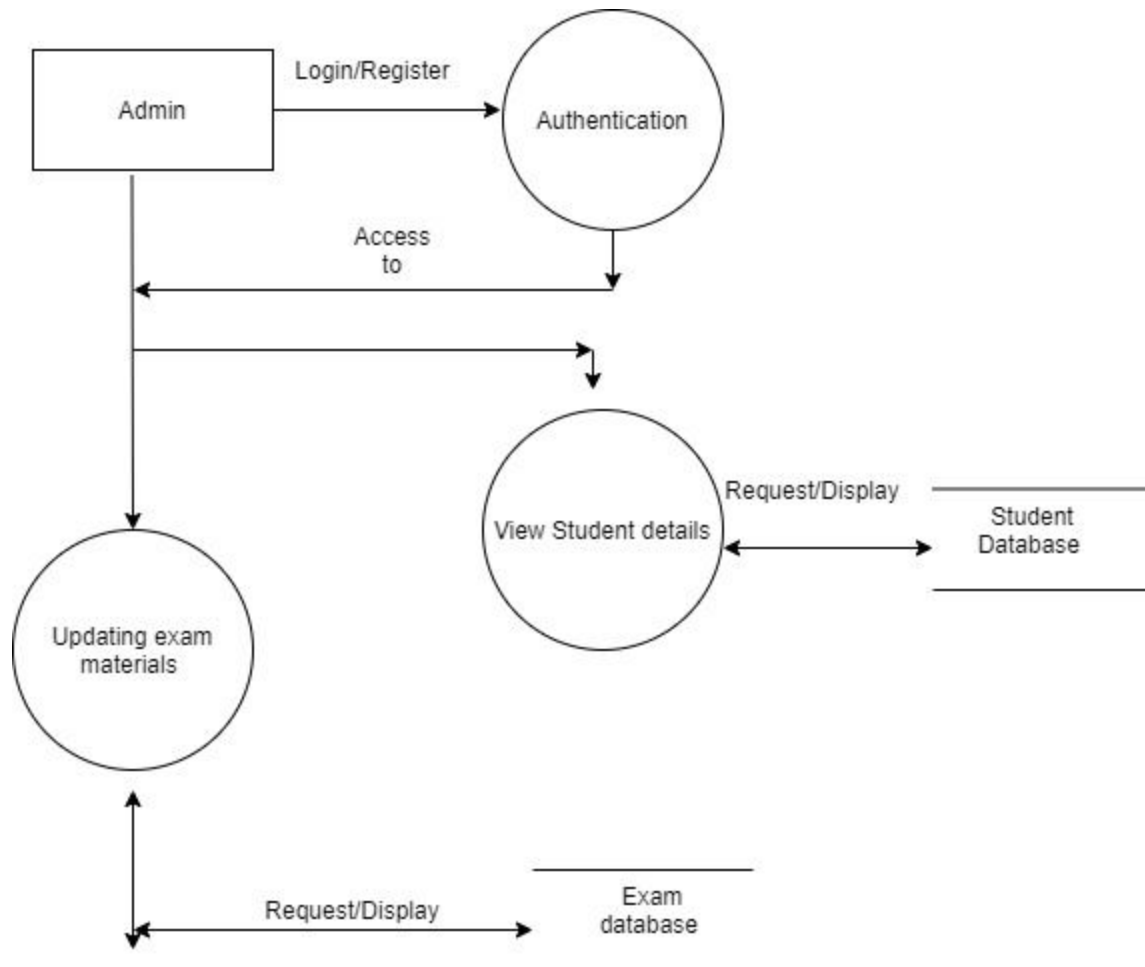 Login/Register
Admin
Authentication
Access
to
Request/Display
View Student details
Student
Database
Updating exam
materials
Request/Display
Exam
database